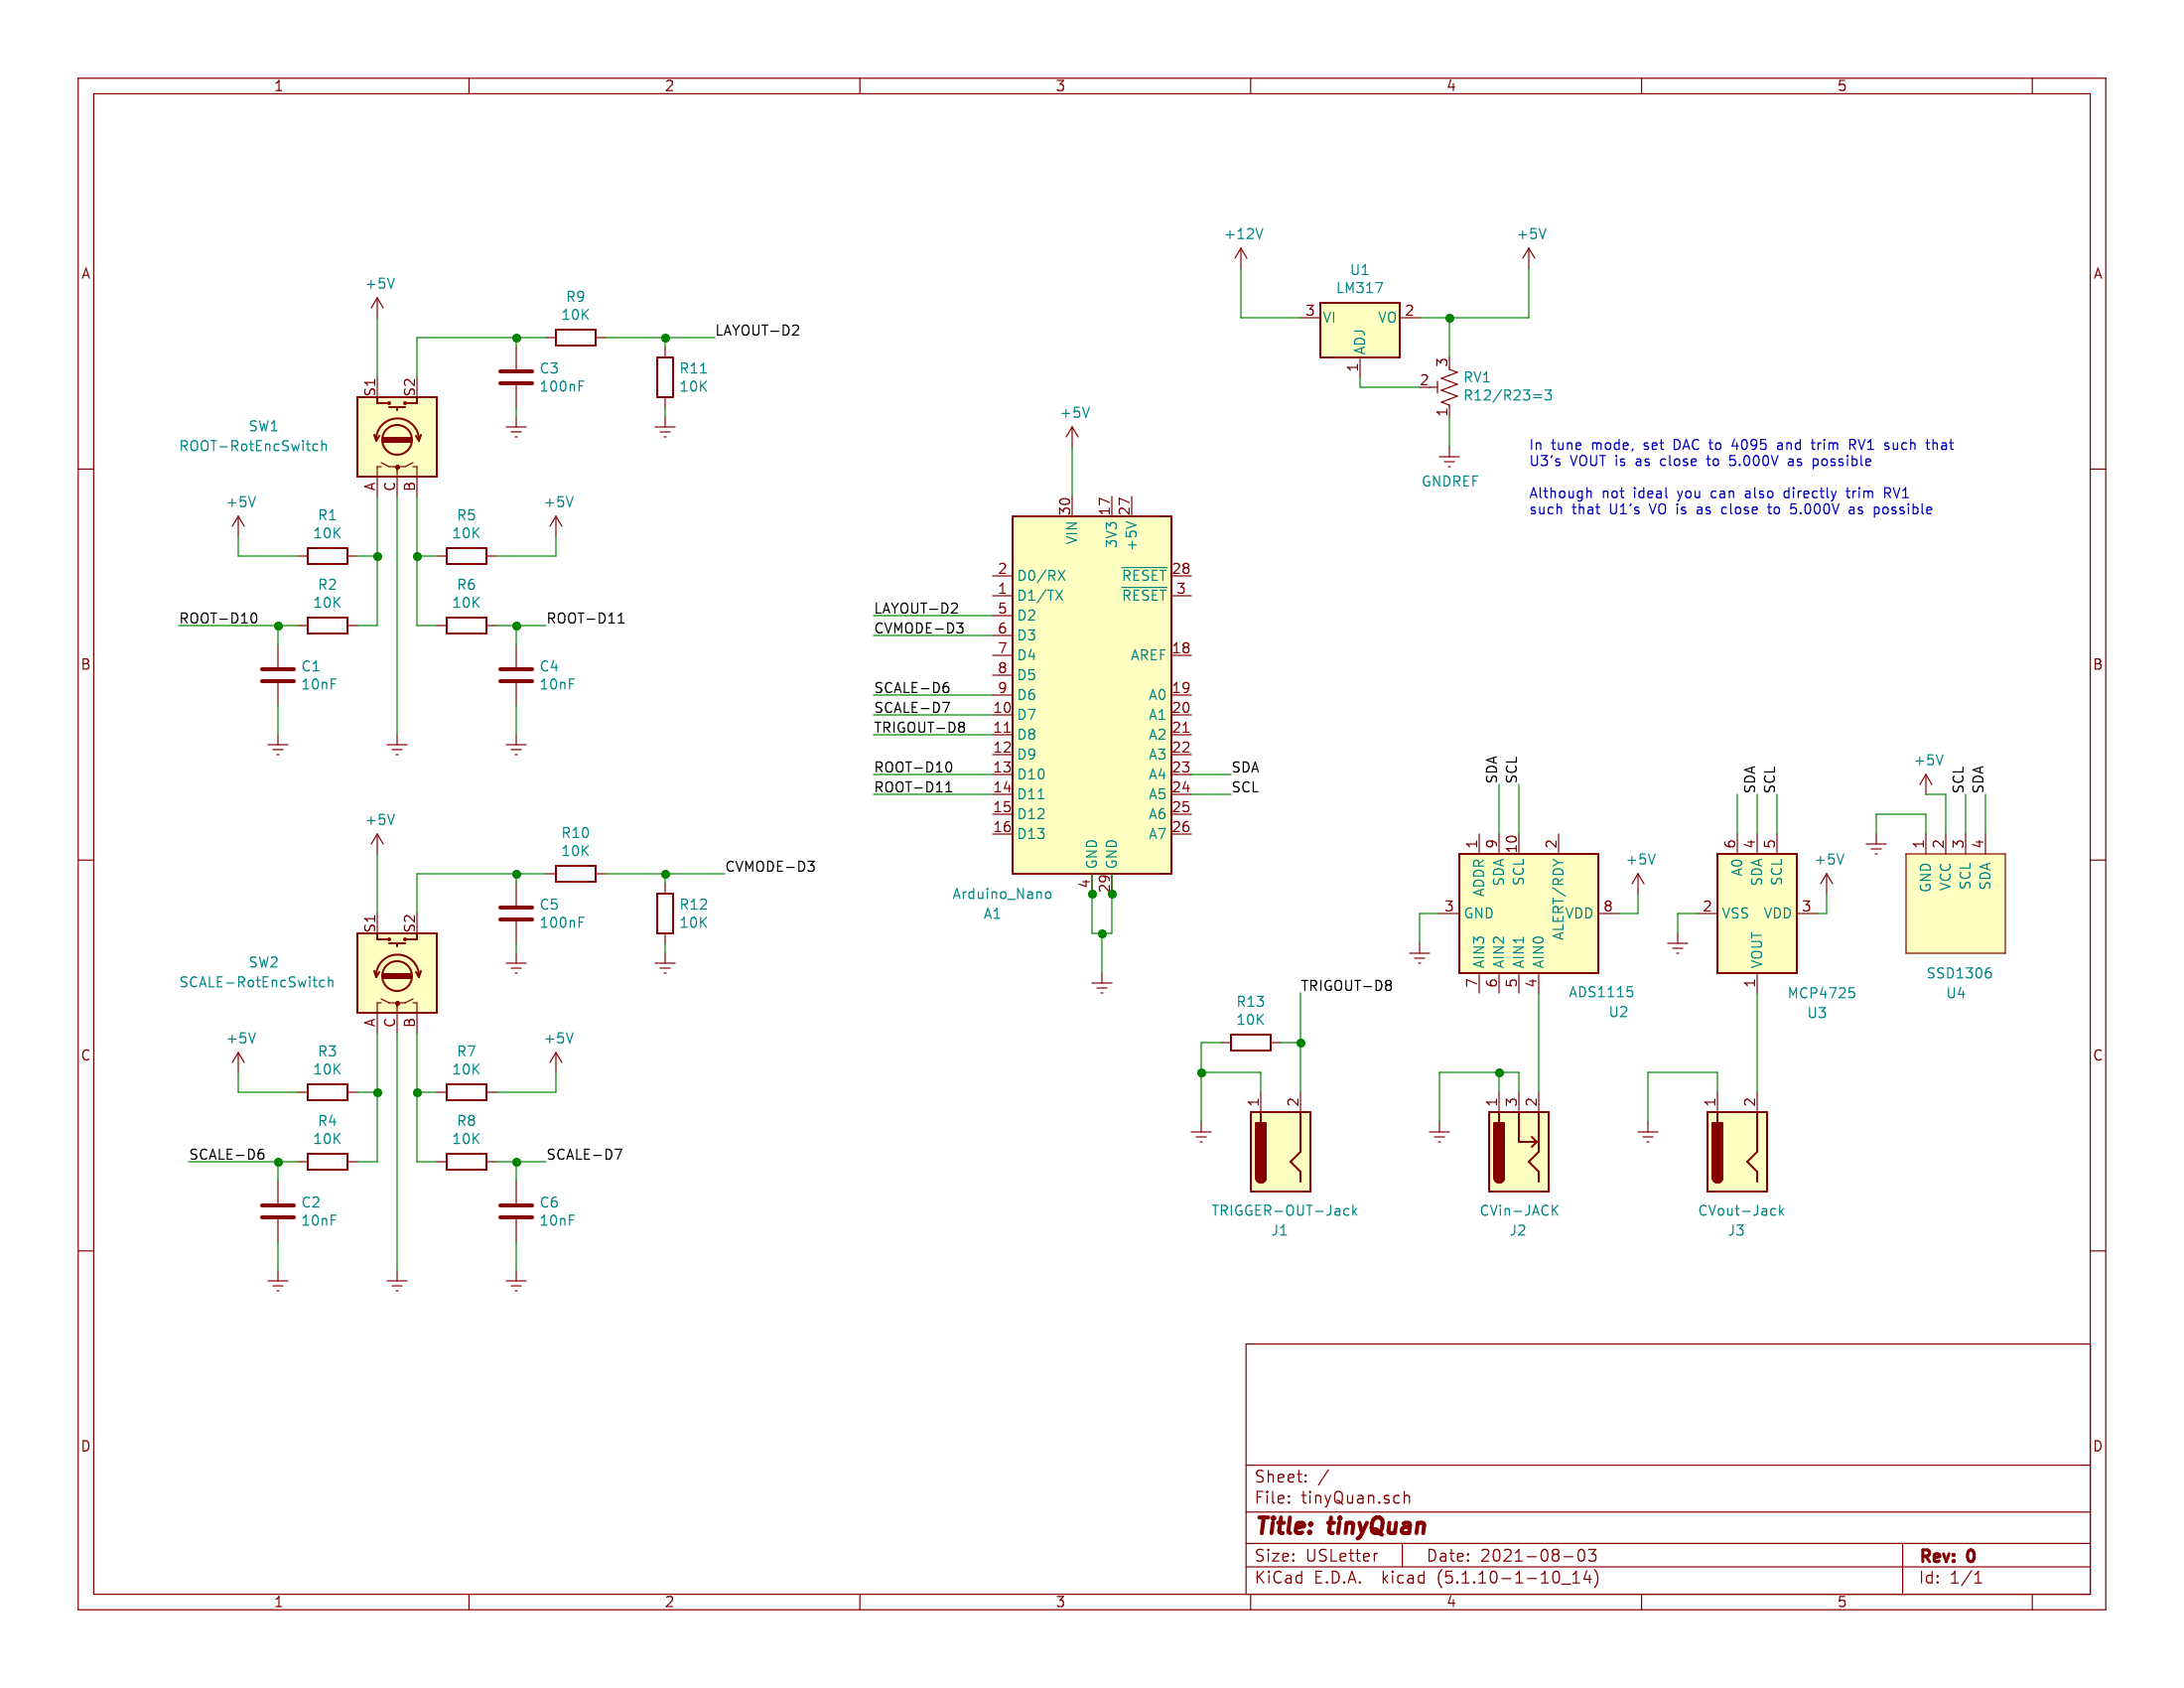 1 2 3 4 5
A A
B B
C C
D D
+5V
R9
10K
LAYOUT-D2
C3
100nF
R11
10K
S1 S2
SW1
ROOT-RotEncSwitch
A C B
+5V
R1
10K
R5
10K
+5V
R2
10K
R6
10K
ROOT-D10
ROOT-D11
C1
10nF
C4
10nF
+5V
R10
10K
CVMODE-D3
C5
100nF
R12
10K
S1 S2
SW2
SCALE-RotEncSwitch
A C B
+5V
R3
10K
R7
10K
+5V
R4
10K
R8
10K
SCALE-D6
SCALE-D7
C2
10nF
C6
10nF
+5V
30 17 27
VIN 3V3 +5V
2 D0/RX
1 D1/TX
LAYOUT-D2 5 D2
CVMODE-D3 6 D3
7 D4
8 D5
SCALE-D6 9 D6
SCALE-D7 10 D7
TRIGOUT-D8 11 D8
12 D9
ROOT-D10 13 D10
ROOT-D11 14 D11
15 D12
16 D13
RESET 28
RESET 3
AREF 18
A0 19
A1 20
A2 21
A3 22
A4 23 SDA
A5 24 SCL
A6 25
A7 26
GND GND
4 29
Arduino_Nano
A1
+12V
+5V
U1
LM317
3 VI VO 2
ADJ
1
3
2
1
RV1
R12/R23=3
GNDREF
In tune mode, set DAC to 4095 and trim RV1 such that
U3's VOUT is as close to 5.000V as possible
Although not ideal you can also directly trim RV1
such that U1's VO is as close to 5.000V as possible
SDA SCL
1 9 10 2
ADDR SDA SCL ALERT/RDY
3 GND VDD 8
+5V
AIN3 AIN2 AIN1 AIN0
7 6 5 4
ADS1115
U2
SDA SCL
6 4 5
A0 SDA SCL
2 VSS VDD 3
+5V
VOUT
1
MCP4725
U3
+5V
SCL SDA
1 2 3 4
GND VCC SCL SDA
SSD1306
U4
TRIGOUT-D8
R13
10K
1 2
TRIGGER-OUT-Jack
J1
1 3 2
CVin-JACK
J2
1 2
CVout-Jack
J3
Sheet: /
File: tinyQuan.sch
Title: tinyQuan
Size: USLetter Date: 2021-08-03 Rev: 0
KiCad E.D.A. kicad (5.1.10-1-10_14) Id: 1/1
1 2 3 4 5